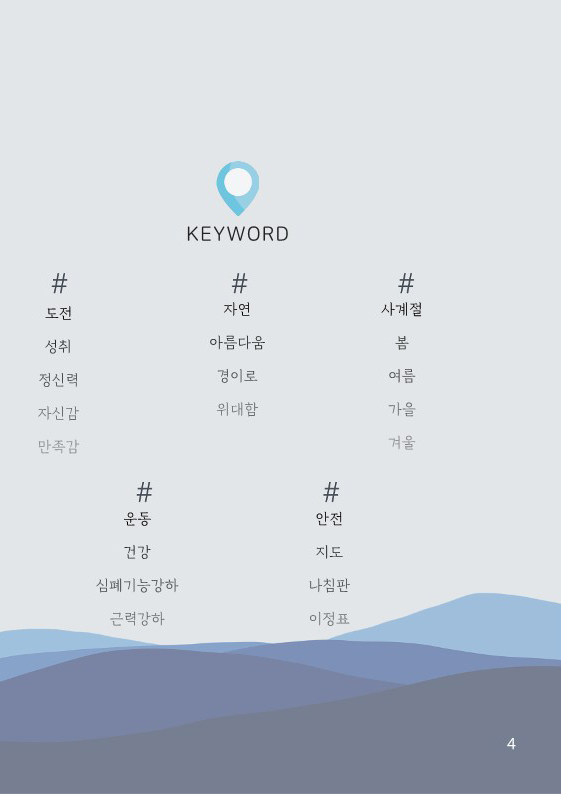 KEYWORD
#
도전
성취
정신력
자신감
만족감
#
자연
아름다움
경이로
위대함
#
사계절
봄
여름
가을
겨울
#
운동
건강
심폐기능강하
근력강하
#
안전
지도
나침판
이정표
4